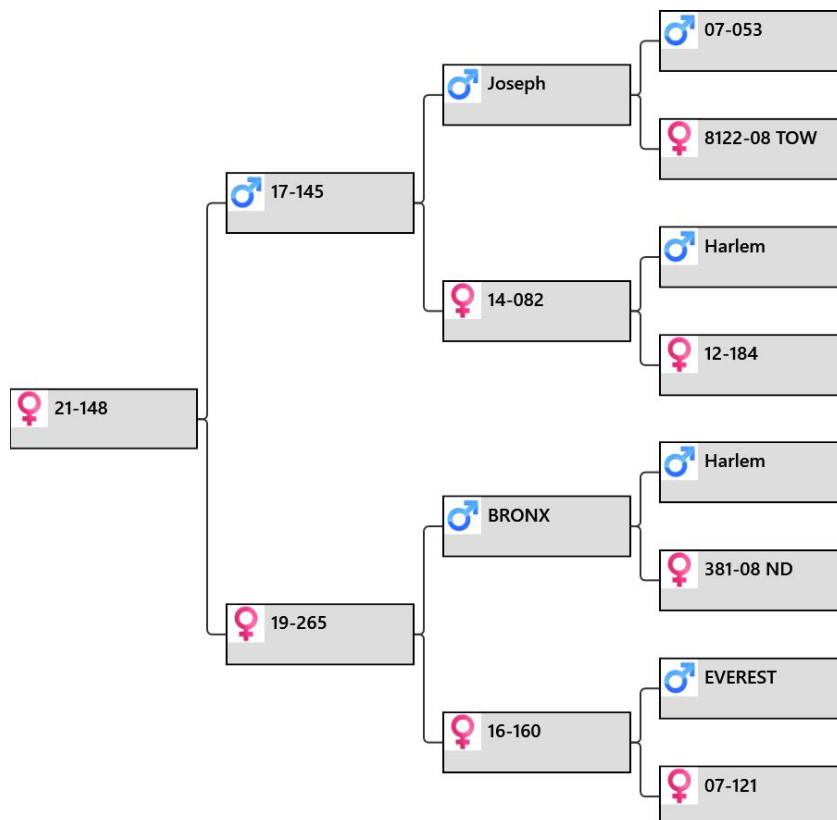 07-053
Joseph
8122-08 TOW
17-145
Harlem
14-082
12-184
21-148
Harlem
BRONX
381-08 ND
19-265
EVEREST
16-160
07-121